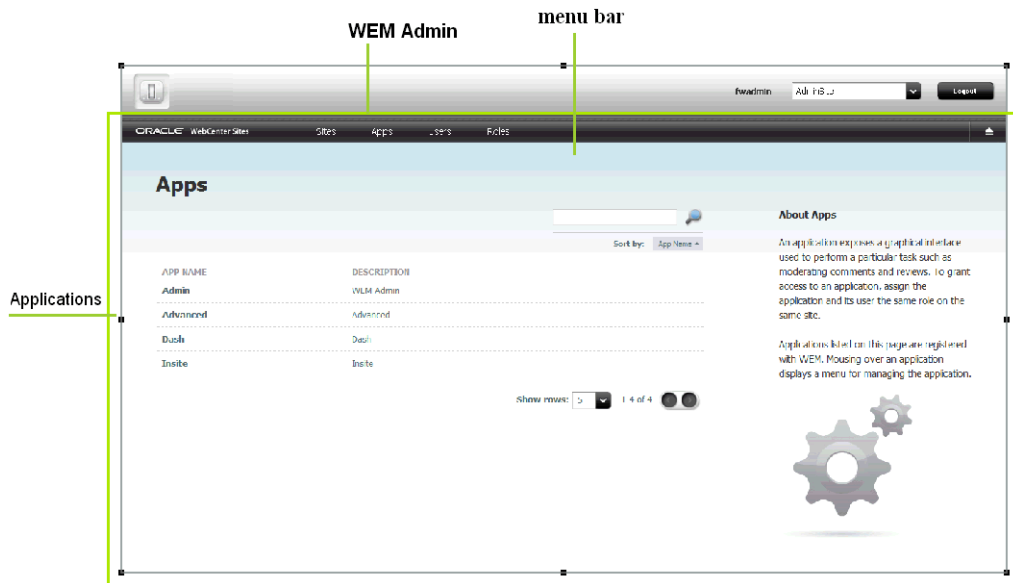 menu bar
WEM Admin
fwadmin
Logout
ORACLE WebCenter Sites Sites Apps Users Roles
Apps
Sort by: App Name
APP NAME DESCRIPTION
Admin WEM Admin
Advanced Advanced
Dash Dash
Insite Insite
Show rows: 5 1-4 of 4
About Apps
An application exposes a graphical interface
used to perform a particular task such as
moderating comments and reviews. To grant
access to an application, assign the
application and its user the same role on the
same site.
Applications listed on this page are registered
with WEM. Mousing over an application
displays a menu for managing the application.
Applications